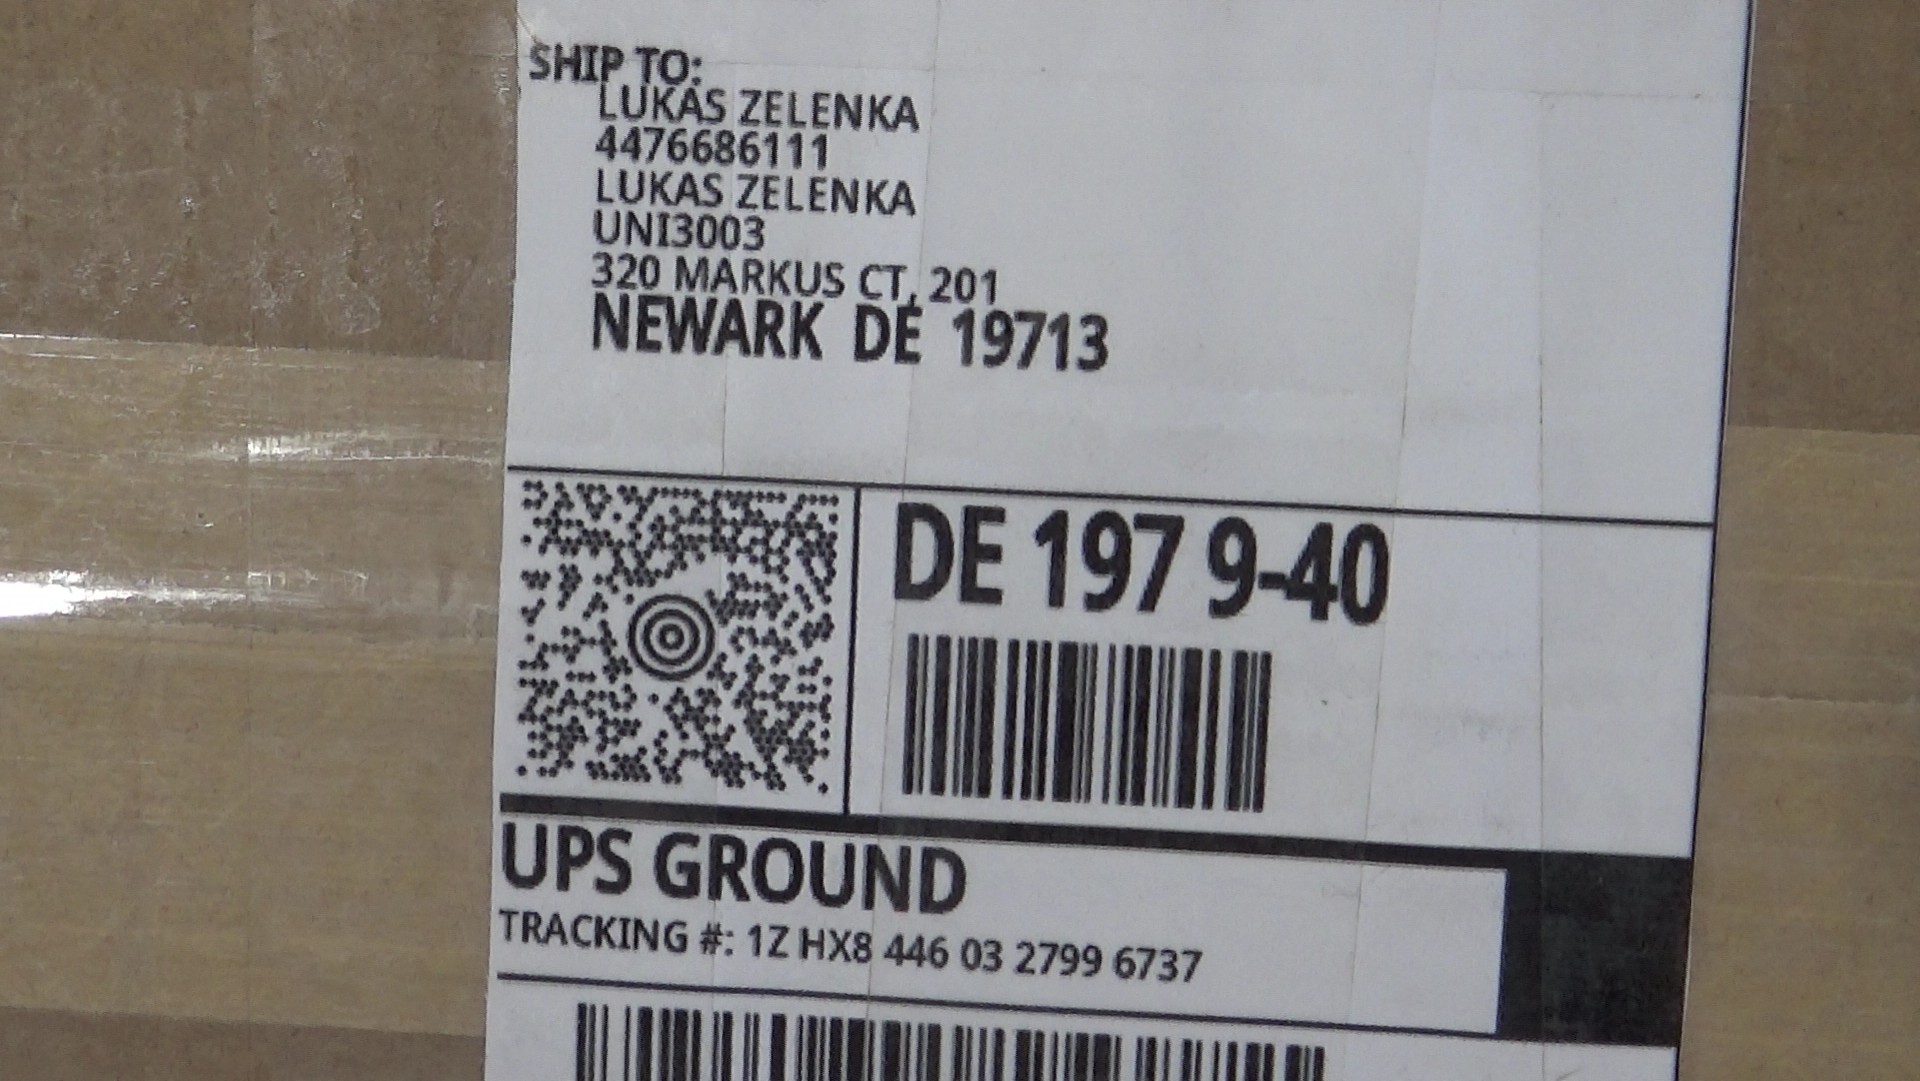 SHIP TO:
LUKAS ZELENKA
4476686111
LUKAS ZELENKA
UNI3003
320 MARKUS CT, 201
NEWARK DE 19713
DE 197 9-40
UPS GROUND
TRACKING #: 1Z HX8 446 03 2799 6737